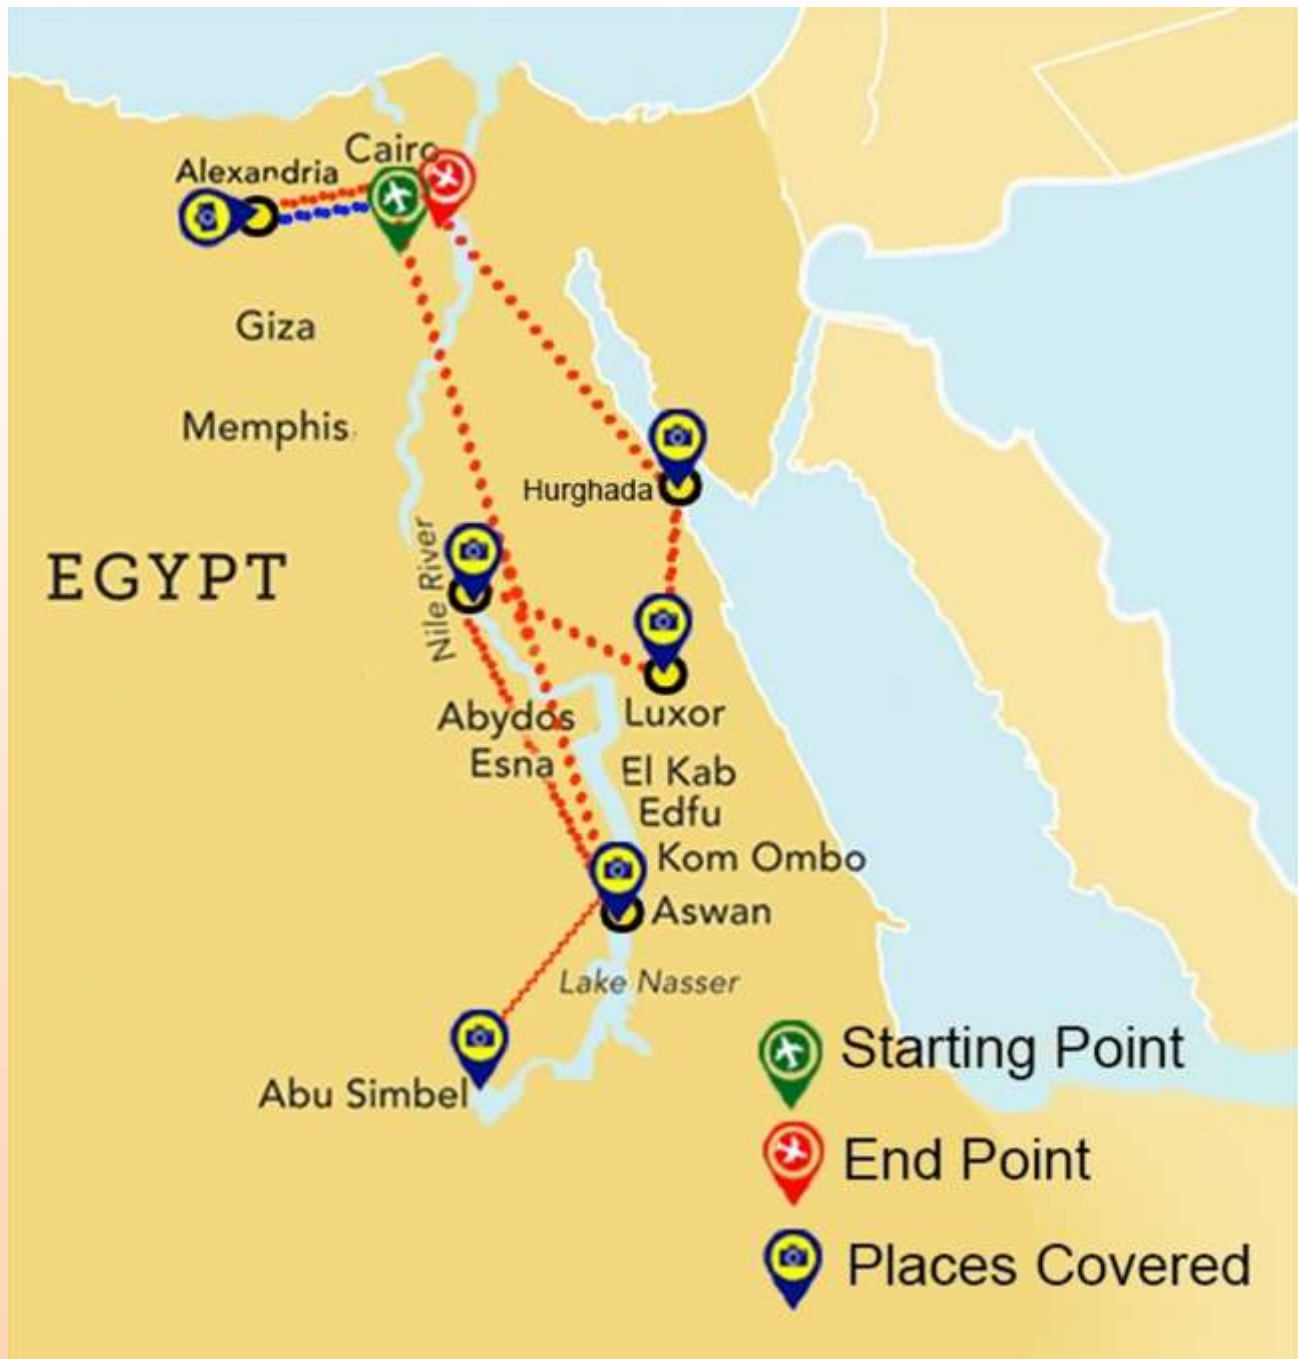 Cairo
Alexandria
Giza
Memphis
Hurghada
EGYPT
Nile River
Abydos
Luxor
Esna
El Kab
Edfu
Kom Ombo
Aswan
Lake Nasser
Abu Simbel
Starting Point
End Point
Places Covered